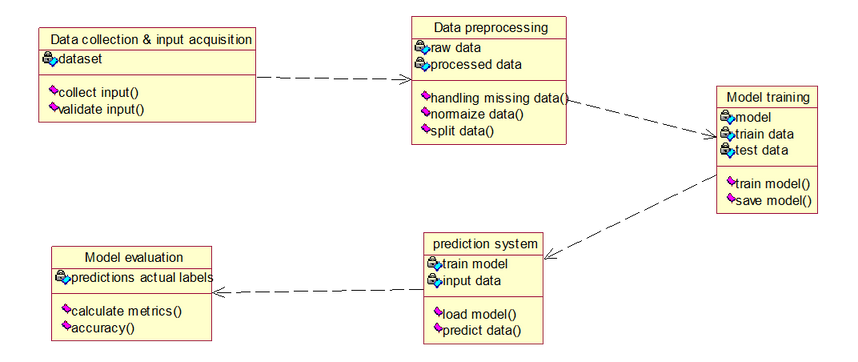 Data collection & input acquisition
dataset
collect input()
validate input()
Data preprocessing
raw data
processed data
handling missing data()
normaize data()
split data()
Model training
model
triain data
test data
train model()
save model()
prediction system
train model
input data
load model()
predict data()
Model evaluation
predictions actual labels
calculate metrics()
accuracy()